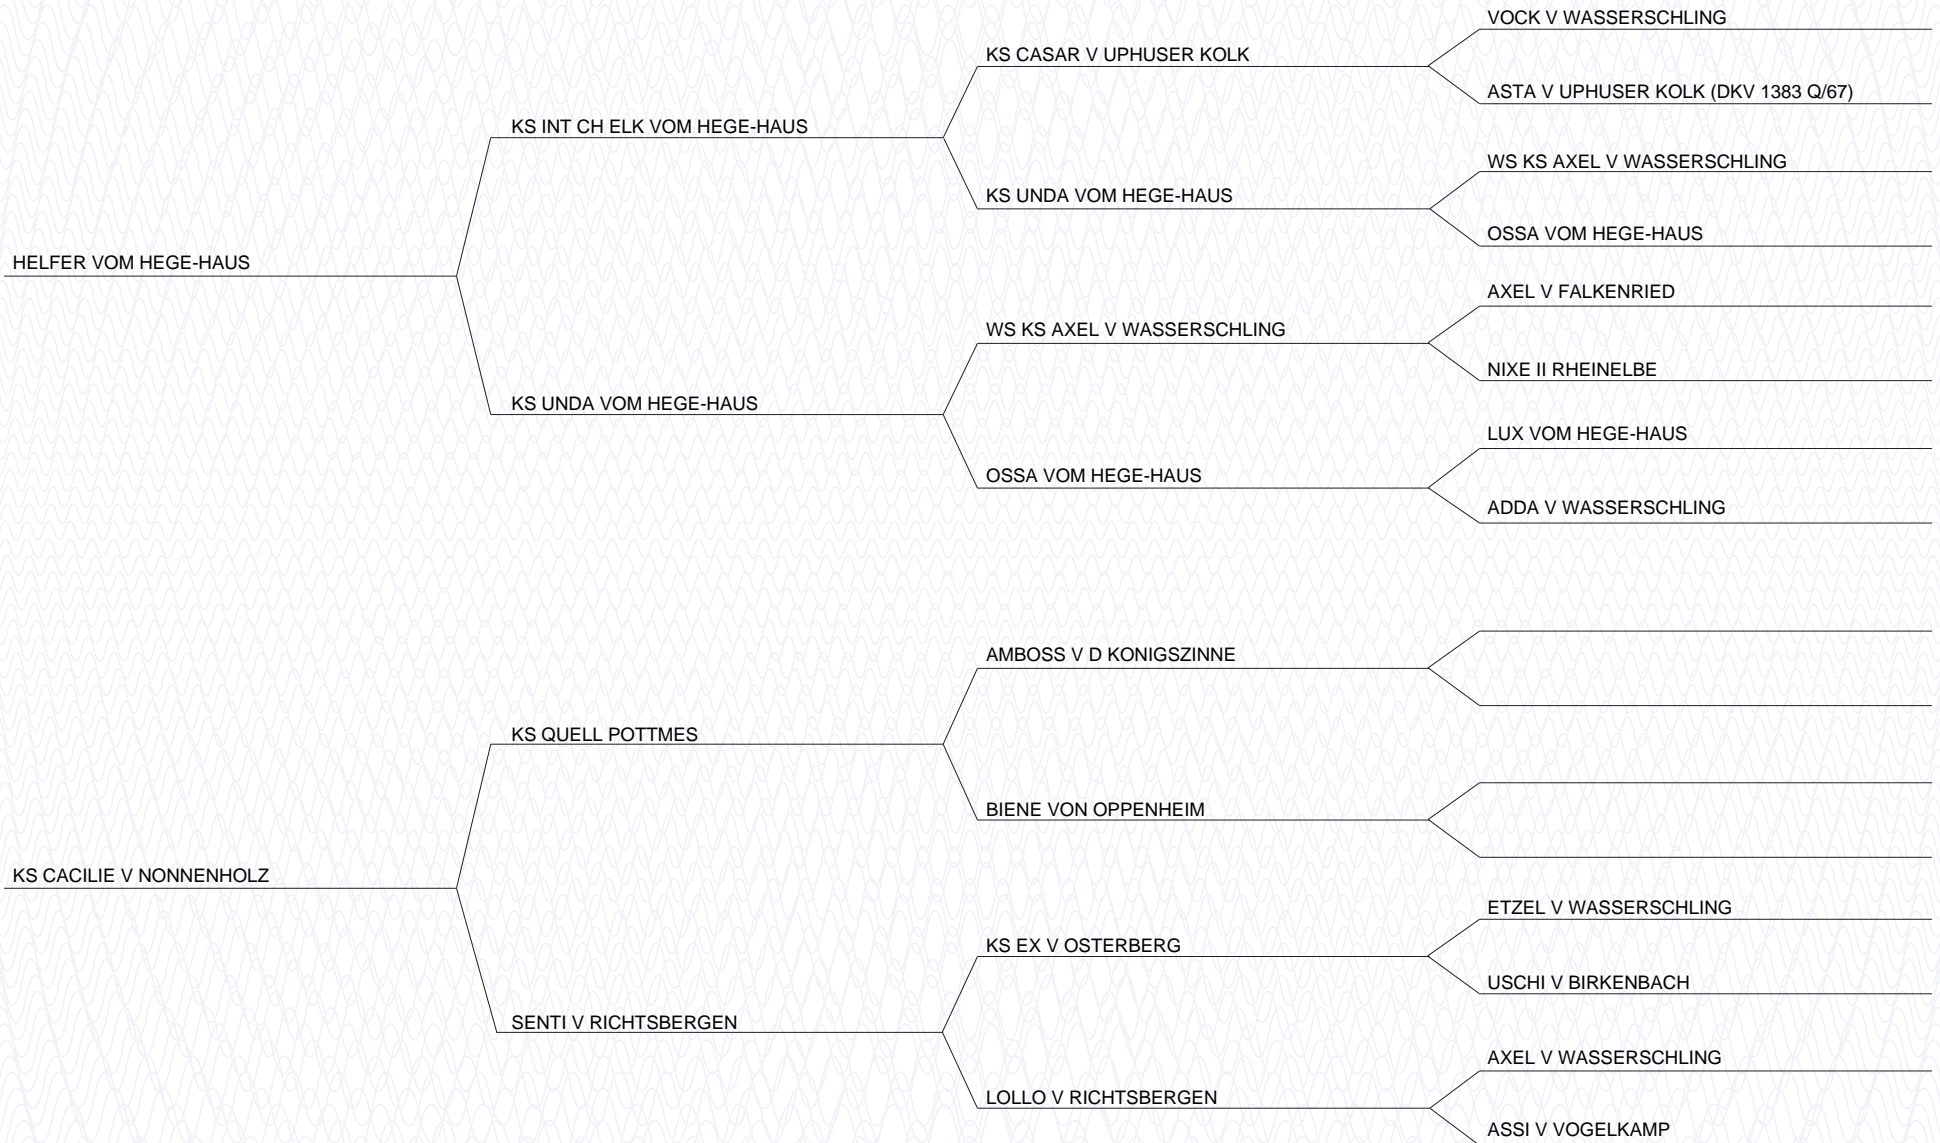 VOCK V WASSERSCHLING
KS CASAR V UPHUSER KOLK
ASTA V UPHUSER KOLK (DKV 1383 Q/67)
KS INT CH ELK VOM HEGE-HAUS
WS KS AXEL V WASSERSCHLING
KS UNDA VOM HEGE-HAUS
OSSA VOM HEGE-HAUS
HELFER VOM HEGE-HAUS
AXEL V FALKENRIED
WS KS AXEL V WASSERSCHLING
NIXE II RHEINELBE
KS UNDA VOM HEGE-HAUS
LUX VOM HEGE-HAUS
OSSA VOM HEGE-HAUS
ADDA V WASSERSCHLING
AMBOSS V D KONIGSZINNE
KS QUELL POTTMES
BIENE VON OPPENHEIM
KS CACILIE V NONNENHOLZ
ETZEL V WASSERSCHLING
KS EX V OSTERBERG
USCHI V BIRKENBACH
SENTI V RICHTSBERGEN
AXEL V WASSERSCHLING
LOLLO V RICHTSBERGEN
ASSI V VOGELKAMP